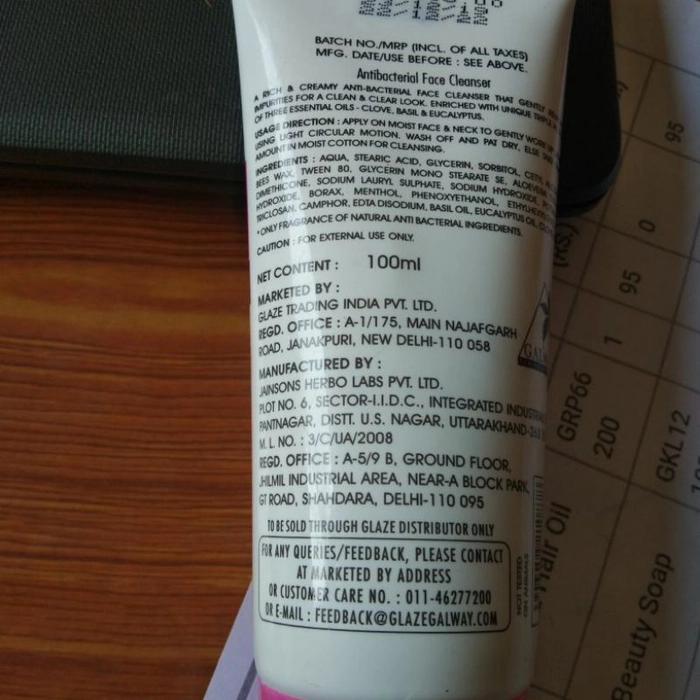 BATCH NO./MRP (INCL. OF ALL TAXES)
MFG. DATE/USE BEFORE : SEE ABOVE.
Antibacterial Face Cleanser
A RICH & CREAMY ANTI-BACTERIAL FACE CLEANSER THAT GENTLY
IMPURITIES FOR A CLEAN & CLEAR LOOK. ENRICHED WITH UNIQUE TRIPLE
OF THREE ESSENTIAL OILS - CLOVE, BASIL & EUCALYPTUS.
USAGE DIRECTION : APPLY ON MOIST FACE & NECK TO GENTLY WORK
USING LIGHT CIRCULAR MOTION. WASH OFF AND PAT DRY. ELSE
AMOUNT IN MOIST COTTON FOR CLEANSING.
INGREDIENTS : AQUA, STEARIC ACID, GLYCERIN, SORBITOL,
BEES WAX, TWEEN 80, GLYCERIN MONO STEARATE SE,
DIMETHICONE, SODIUM LAURYL SULPHATE, SODIUM HYDROXIDE,
HYDROXIDE, BORAX, MENTHOL, PHENOXYETHANOL,
TRICLOSAN, CAMPHOR, EDTA DISODIUM, BASIL OIL, EUCALYPTUS OIL,
* ONLY FRAGRANCE OF NATURAL ANTI BACTERIAL INGREDIENTS.
CAUTION : FOR EXTERNAL USE ONLY.
NET CONTENT : 100ml
MARKETED BY :
GLAZE TRADING INDIA PVT. LTD.
REGD. OFFICE : A-1/175, MAIN NAJAFGARH
ROAD, JANAKPURI, NEW DELHI-110 058
MANUFACTURED BY :
JAINSONS HERBO LABS PVT. LTD.
PLOT NO. 6, SECTOR-I.I.D.C., INTEGRATED
PANTNAGAR, DISTT. U.S. NAGAR, UTTARAKHAND-
M. L. NO. : 3/C/UA/2008
REGD. OFFICE : A-5/9 B, GROUND FLOOR,
JHILMIL INDUSTRIAL AREA, NEAR-A BLOCK PARK,
GT ROAD, SHAHDARA, DELHI-110 095
TO BE SOLD THROUGH GLAZE DISTRIBUTOR ONLY
FOR ANY QUERIES/FEEDBACK, PLEASE CONTACT
AT MARKETED BY ADDRESS
OR CUSTOMER CARE NO. : 011-46277200
OR E-MAIL : FEEDBACK@GLAZEGALWAY.COM
NOT TESTED
ON ANIMALS
95
0
95
1
GRP66
200
GKL12
Hair Oil
Beauty Soap